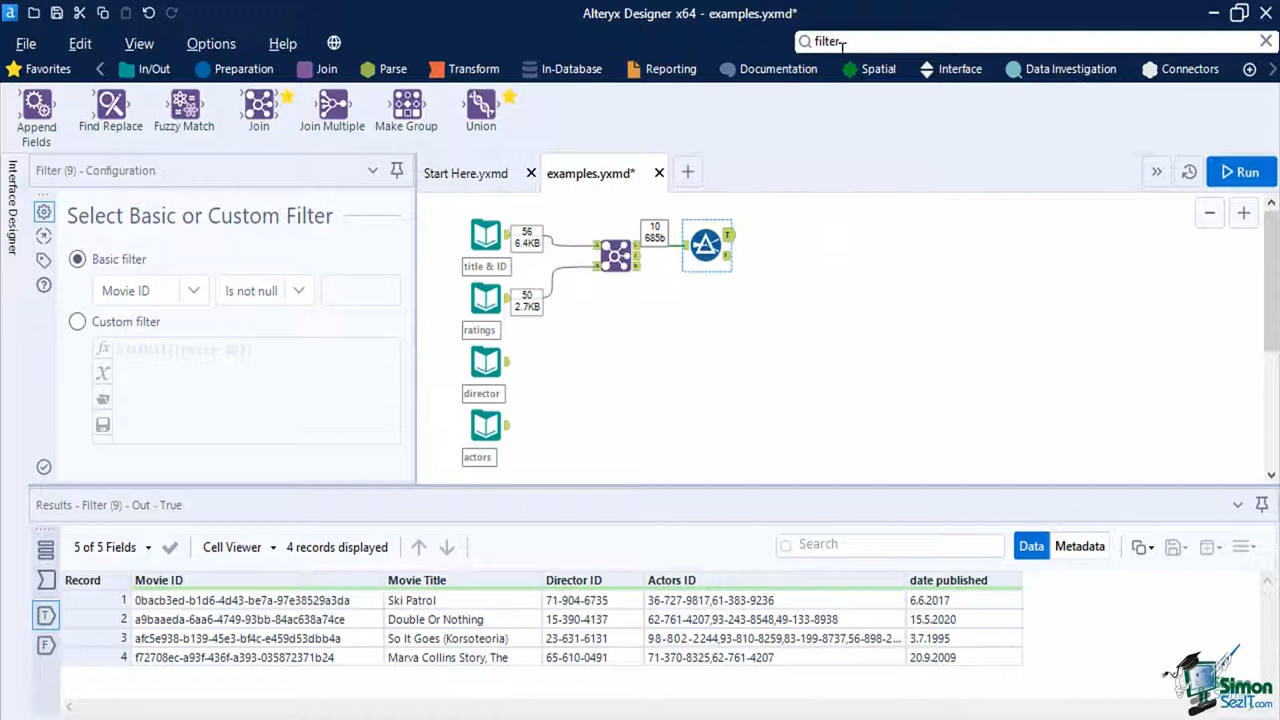 Alteryx Designer x64 - examples.yxmd*
File Edit View Options Help
filter
Favorites In/Out Preparation Join Parse Transform In-Database Reporting Documentation Spatial Interface Data Investigation Connectors
Append Fields Find Replace Fuzzy Match Join Join Multiple Make Group Union
Interface Designer
Filter (9) - Configuration
Start Here.yxmd examples.yxmd* Run
Select Basic or Custom Filter
Basic filter
Movie ID Is not null
Custom filter
56
6.4KB
10
685b
T
title & ID
50
2.7KB
ratings
director
actors
Results - Filter (9) - Out - True
5 of 5 Fields Cell Viewer 4 records displayed Search Data Metadata
Record Movie ID Movie Title Director ID Actors ID date published
1 0bacb3ed-b1d6-4d43-be7a-97e38529a3da Ski Patrol 71-904-6735 36-727-9817,61-383-9236 6.6.2017
2 a9baaeda-6aa6-4749-93bb-84ac638a74ce Double Or Nothing 15-390-4137 62-761-4207,93-243-8548,49-133-8938 15.5.2020
3 afc5e938-b139-45e3-bf4c-e459d53dbb4a So It Goes (Korsoteoria) 23-631-6131 98-802-2244,93-810-8259,83-199-8737,56-898-2... 3.7.1995
4 f72708ec-a93f-436f-a393-035872371b24 Marva Collins Story, The 65-610-0491 71-370-8325,62-761-4207 20.9.2009
Simon
SezIT.com